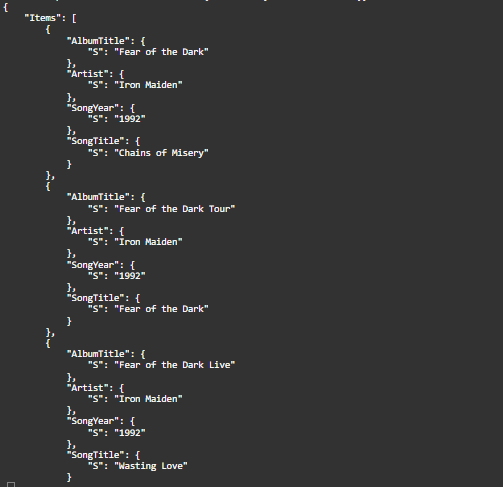 {
    "Items": [
        {
            "AlbumTitle": {
                "S": "Fear of the Dark"
            },
            "Artist": {
                "S": "Iron Maiden"
            },
            "SongYear": {
                "S": "1992"
            },
            "SongTitle": {
                "S": "Chains of Misery"
            }
        },
        {
            "AlbumTitle": {
                "S": "Fear of the Dark Tour"
            },
            "Artist": {
                "S": "Iron Maiden"
            },
            "SongYear": {
                "S": "1992"
            },
            "SongTitle": {
                "S": "Fear of the Dark"
            }
        },
        {
            "AlbumTitle": {
                "S": "Fear of the Dark Live"
            },
            "Artist": {
                "S": "Iron Maiden"
            },
            "SongYear": {
                "S": "1992"
            },
            "SongTitle": {
                "S": "Wasting Love"
            }